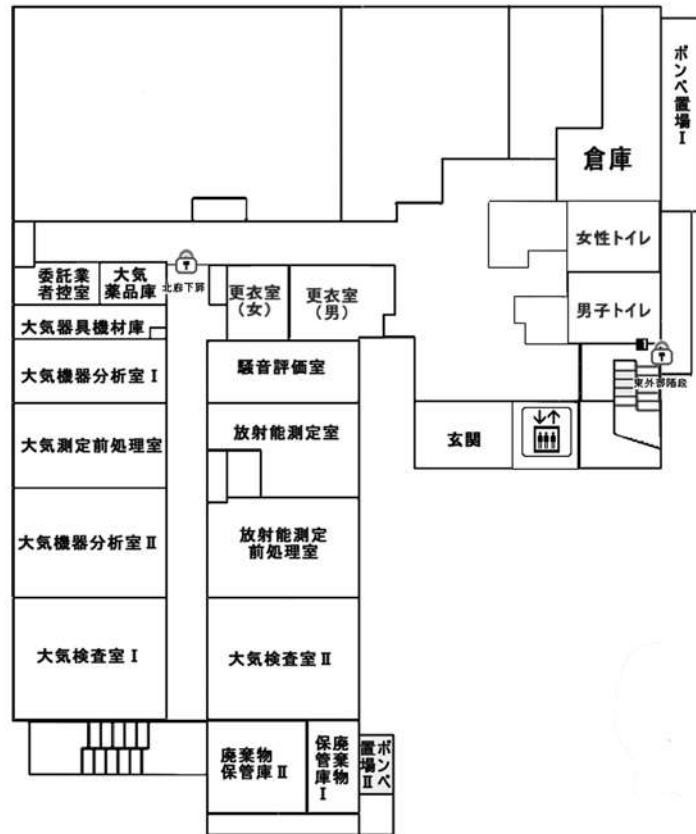 ボンベ置場Ⅰ
倉庫
女性トイレ
委託業
者控室
大気
薬品庫
北廊下扉
更衣室
（女）
更衣室
（男）
男子トイレ
大気器具機材庫
騒音評価室
東外部階段
大気機器分析室Ⅰ
大気測定前処理室
放射能測定室
玄関
大気機器分析室Ⅱ
放射能測定
前処理室
大気検査室Ⅰ
大気検査室Ⅱ
廃棄物
保管庫Ⅱ
廃棄物
保管庫Ⅰ
ボンベ
置場Ⅱ